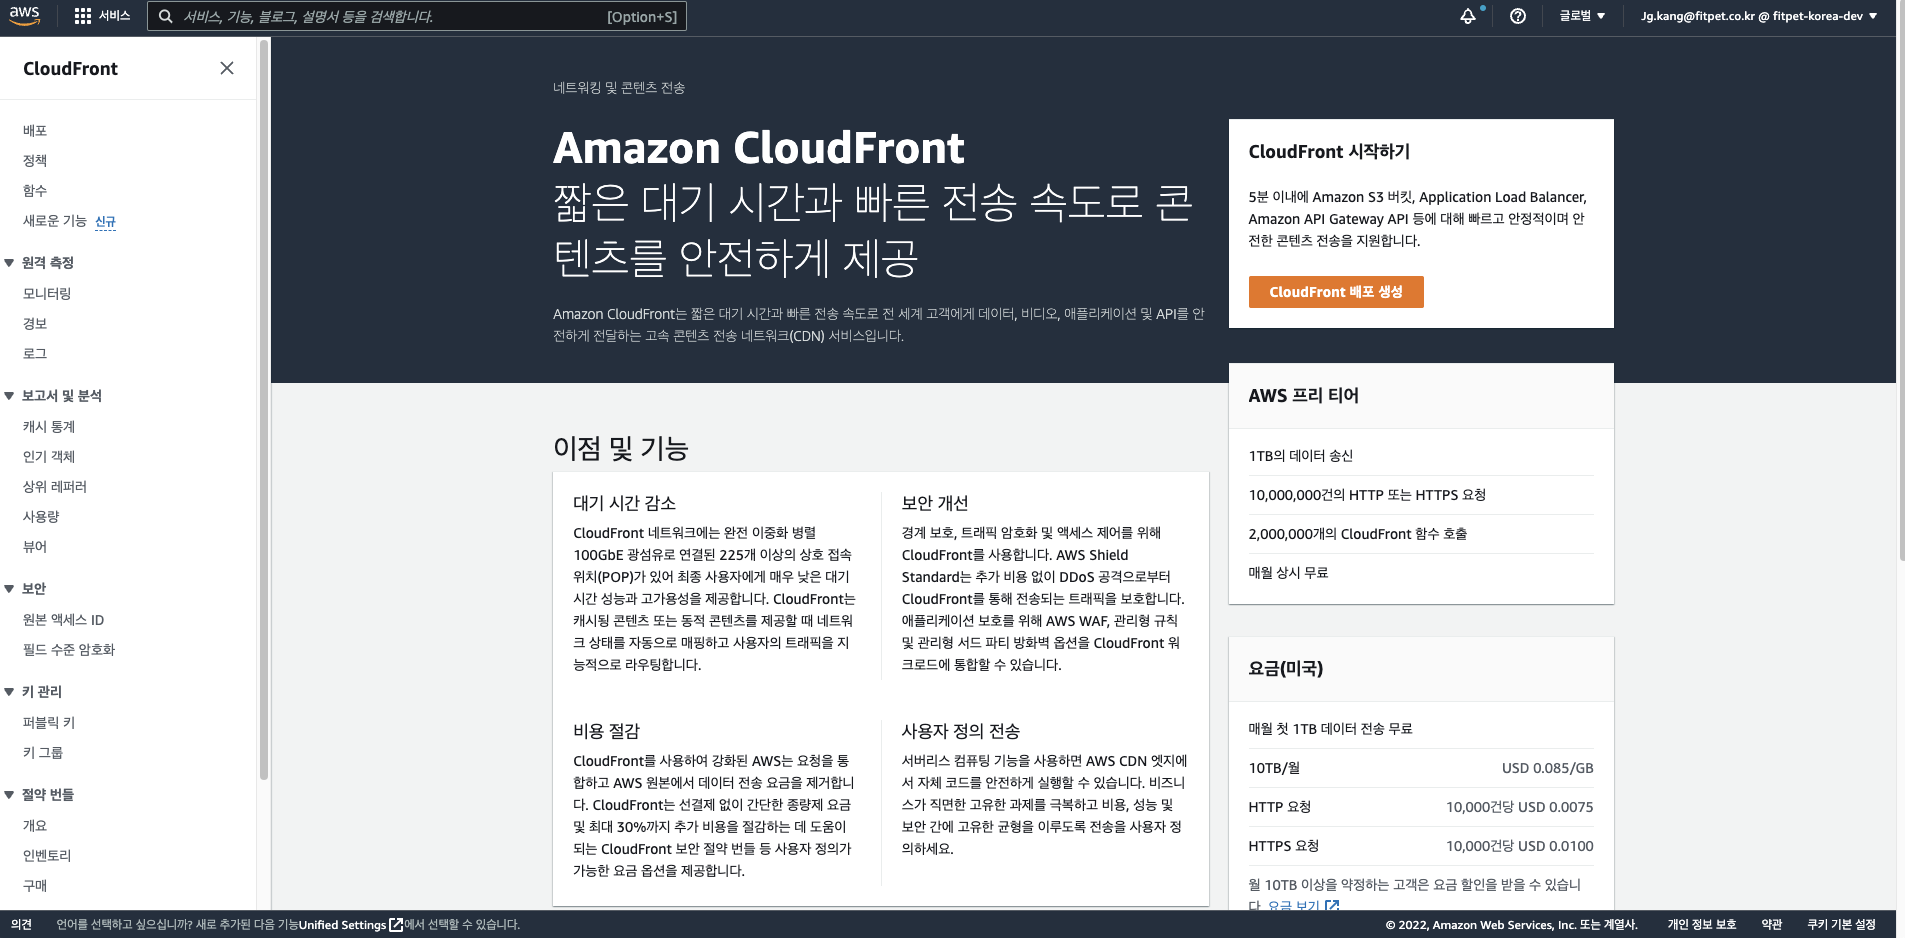 aws
서비스
서비스, 기능, 블로그, 설명서 등을 검색합니다.
[Option+S]
글로벌
Jg.kang@fitpet.co.kr @ fitpet-korea-dev
CloudFront
배포
정책
함수
새로운 기능 신규
원격 측정
모니터링
경보
로그
보고서 및 분석
캐시 통계
인기 객체
상위 레퍼러
사용량
뷰어
보안
원본 액세스 ID
필드 수준 암호화
키 관리
퍼블릭 키
키 그룹
절약 번들
개요
인벤토리
구매
네트워킹 및 콘텐츠 전송
Amazon CloudFront
짧은 대기 시간과 빠른 전송 속도로 콘
텐츠를 안전하게 제공
Amazon CloudFront는 짧은 대기 시간과 빠른 전송 속도로 전 세계 고객에게 데이터, 비디오, 애플리케이션 및 API를 안
전하게 전달하는 고속 콘텐츠 전송 네트워크(CDN) 서비스입니다.
CloudFront 시작하기
5분 이내에 Amazon S3 버킷, Application Load Balancer,
Amazon API Gateway API 등에 대해 빠르고 안정적이며 안
전한 콘텐츠 전송을 지원합니다.
CloudFront 배포 생성
AWS 프리 티어
1TB의 데이터 송신
10,000,000건의 HTTP 또는 HTTPS 요청
2,000,000개의 CloudFront 함수 호출
매월 상시 무료
이점 및 기능
대기 시간 감소
CloudFront 네트워크에는 완전 이중화 병렬
100GbE 광섬유로 연결된 225개 이상의 상호 접속
위치(POP)가 있어 최종 사용자에게 매우 낮은 대기
시간 성능과 고가용성을 제공합니다. CloudFront는
캐시됭 콘텐츠 또는 동적 콘텐츠를 제공할 때 네트워
크 상태를 자동으로 매핑하고 사용자의 트래픽을 지
능적으로 라우팅합니다.
보안 개선
경계 보호, 트래픽 암호화 및 액세스 제어를 위해
CloudFront를 사용합니다. AWS Shield
Standard는 추가 비용 없이 DDoS 공격으로부터
CloudFront를 통해 전송되는 트래픽을 보호합니다.
애플리케이션 보호를 위해 AWS WAF, 관리형 규칙
및 관리형 서드 파티 방화벽 옵션을 CloudFront 워
크로드에 통합할 수 있습니다.
비용 절감
CloudFront를 사용하여 강화된 AWS는 요청을 통
합하고 AWS 원본에서 데이터 전송 요금을 제거합니
다. CloudFront는 선결제 없이 간단한 종량제 요금
및 최대 30%까지 추가 비용을 절감하는 데 도움이
되는 CloudFront 보안 절약 번들 등 사용자 정의가
가능한 요금 옵션을 제공합니다.
사용자 정의 전송
서버리스 컴퓨팅 기능을 사용하면 AWS CDN 엣지에
서 자체 코드를 안전하게 실행할 수 있습니다. 비즈니
스가 직면한 고유한 과제를 극복하고 비용, 성능 및
보안 간에 고유한 균형을 이루도록 전송을 사용자 정
의하세요.
요금(미국)
매월 첫 1TB 데이터 전송 무료
10TB/월 USD 0.085/GB
HTTP 요청 10,000건당 USD 0.0075
HTTPS 요청 10,000건당 USD 0.0100
월 10TB 이상을 약정하는 고객은 요금 할인을 받을 수 있습니
다. 요금 보기
의견
언어를 선택하고 싶으십니까? 새로 추가된 다음 기능Unified Settings에서 선택할 수 있습니다.
© 2022, Amazon Web Services, Inc. 또는 계열사.
개인 정보 보호
약관
쿠키 기본 설정